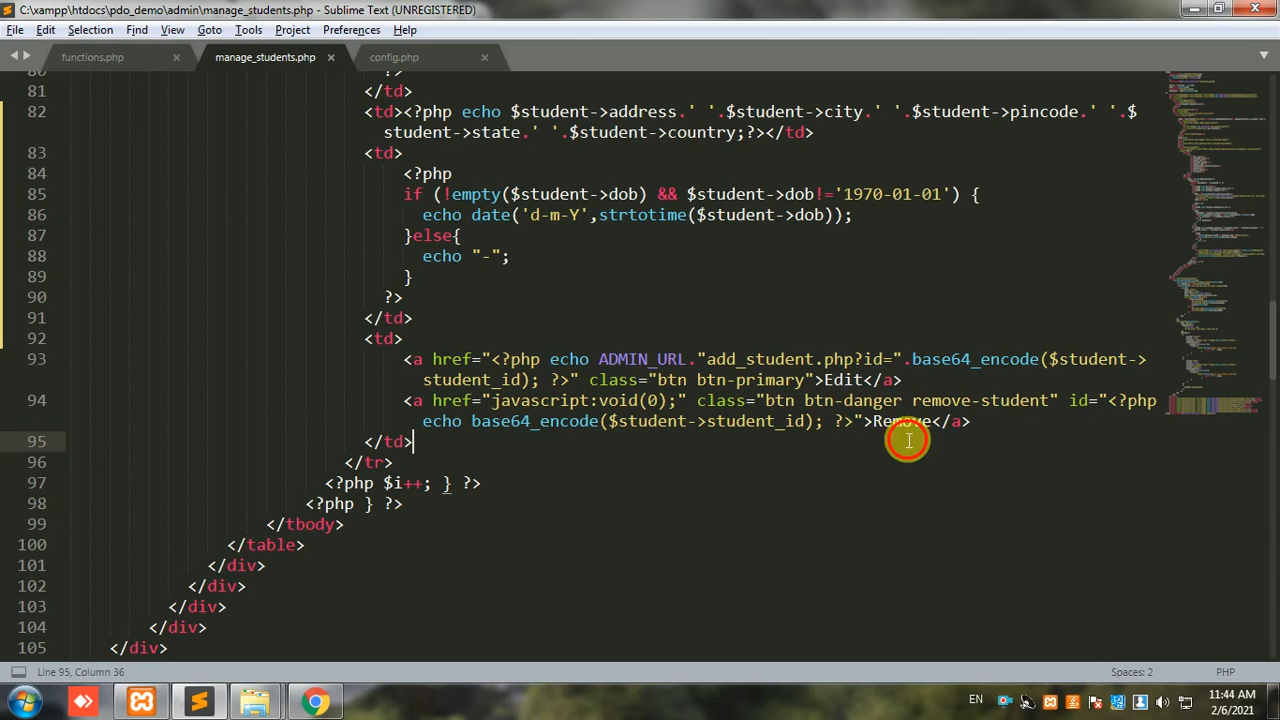 C:\xampp\htdocs\pdo_demo\admin\manage_students.php - Sublime Text (UNREGISTERED)
File Edit Selection Find View Goto Tools Project Preferences Help
functions.php × manage_students.php × config.php ×
80 ?>
81 </td>
82 <td><?php echo $student->address.' '.$student->city.' '.$student->pincode.' '.$
student->state.' '.$student->country;?></td>
83 <td>
84 <?php
85 if (!empty($student->dob) && $student->dob!='1970-01-01') {
86 echo date('d-m-Y',strtotime($student->dob));
87 }else{
88 echo "-";
89 }
90 ?>
91 </td>
92 <td>
93 <a href="<?php echo ADMIN_URL."add_student.php?id=".base64_encode($student->
student_id); ?>" class="btn btn-primary">Edit</a>
94 <a href="javascript:void(0);" class="btn btn-danger remove-student" id="<?php
echo base64_encode($student->student_id); ?>">Remove</a>
95 </td>
96 </tr>
97 <?php $i++; } ?>
98 <?php } ?>
99 </tbody>
100 </table>
101 </div>
102 </div>
103 </div>
104 </div>
105 </div>
Line 95, Column 36 Spaces: 2 PHP
EN 11:44 AM
2/6/2021